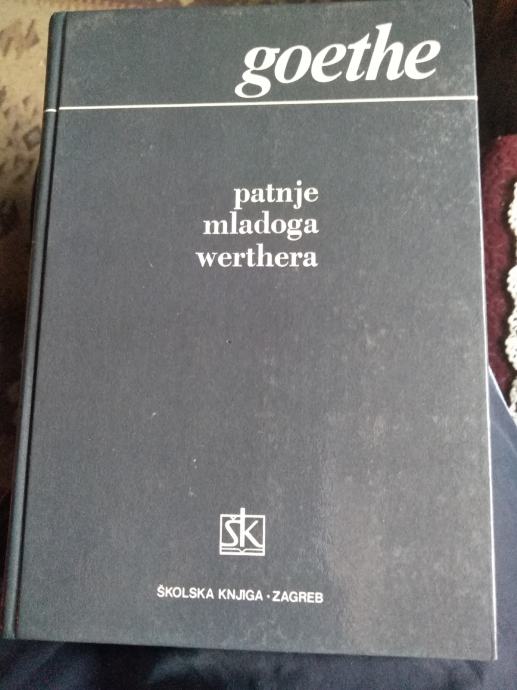 goethe
patnje
mladoga
werthera
ŠK
ŠKOLSKA KNJIGA • ZAGREB